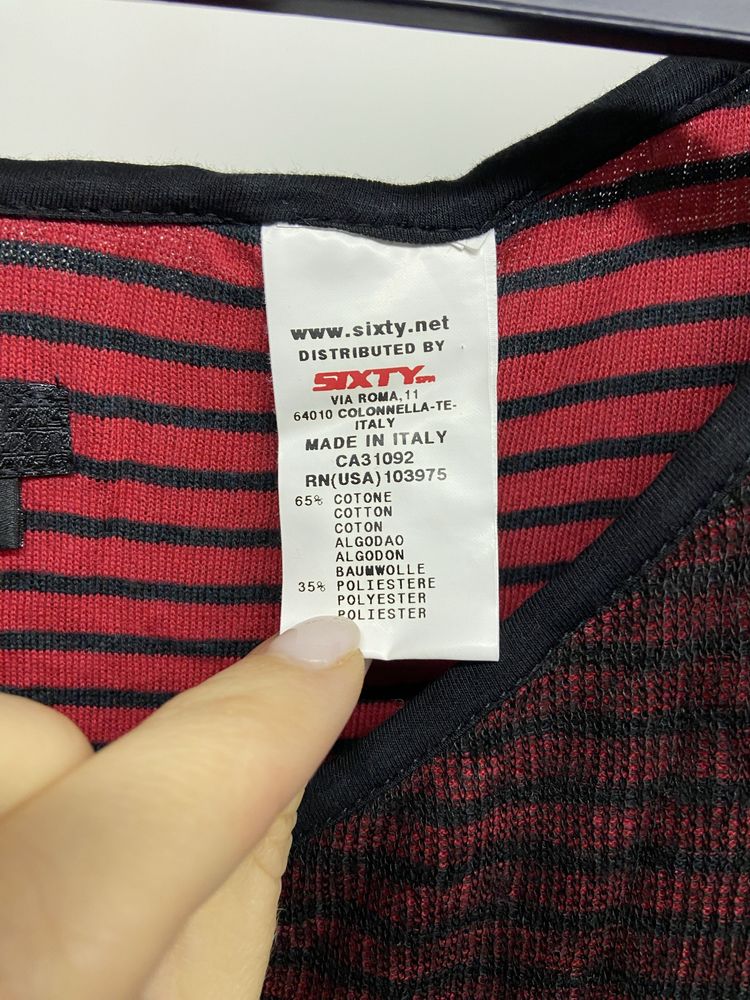 www.sixty.net
DISTRIBUTED BY
SIXTY SPA
VIA ROMA,11
64010 COLONNELLA-TE-
ITALY
MADE IN ITALY
CA31092
RN(USA)103975
65% COTONE
COTTON
COTON
ALGODAO
ALGODON
BAUMWOLLE
35% POLIESTERE
POLYESTER
POLIESTER